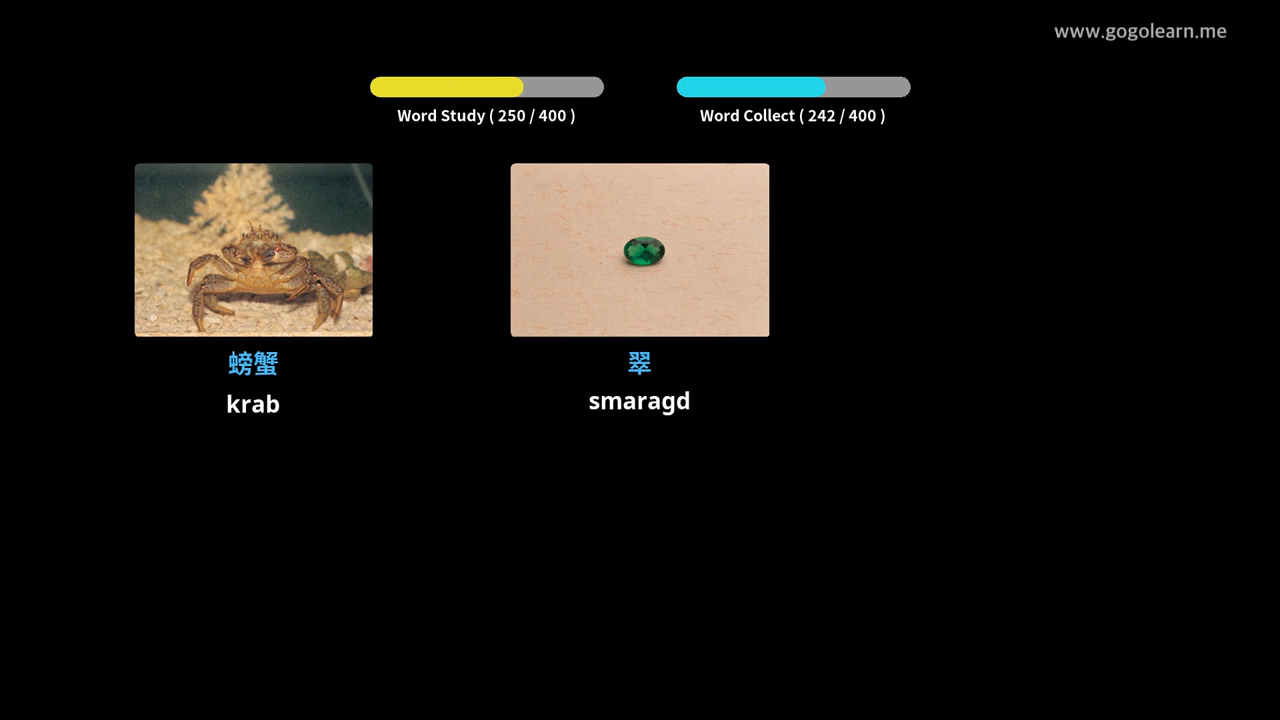 www.gogolearn.me
Word Study ( 250 / 400 )
Word Collect ( 242 / 400 )
螃蟹
krab
翠
smaragd